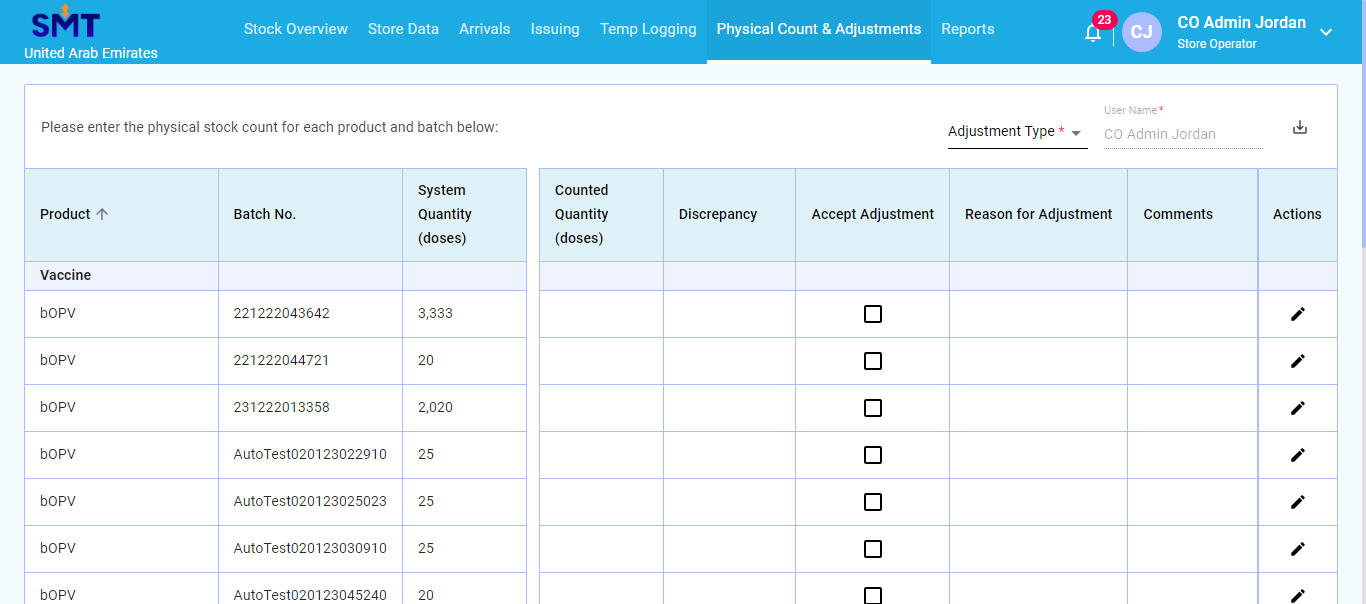 SMT
United Arab Emirates
Stock Overview Store Data Arrivals Issuing Temp Logging Physical Count & Adjustments Reports
23
CJ
CO Admin Jordan
Store Operator
Please enter the physical stock count for each product and batch below:
Adjustment Type *
User Name *
CO Admin Jordan
Product Batch No. System Quantity (doses) Counted Quantity (doses) Discrepancy Accept Adjustment Reason for Adjustment Comments Actions
Vaccine
bOPV 221222043642 3,333
bOPV 221222044721 20
bOPV 231222013358 2,020
bOPV AutoTest020123022910 25
bOPV AutoTest020123025023 25
bOPV AutoTest020123030910 25
bOPV AutoTest020123045240 20